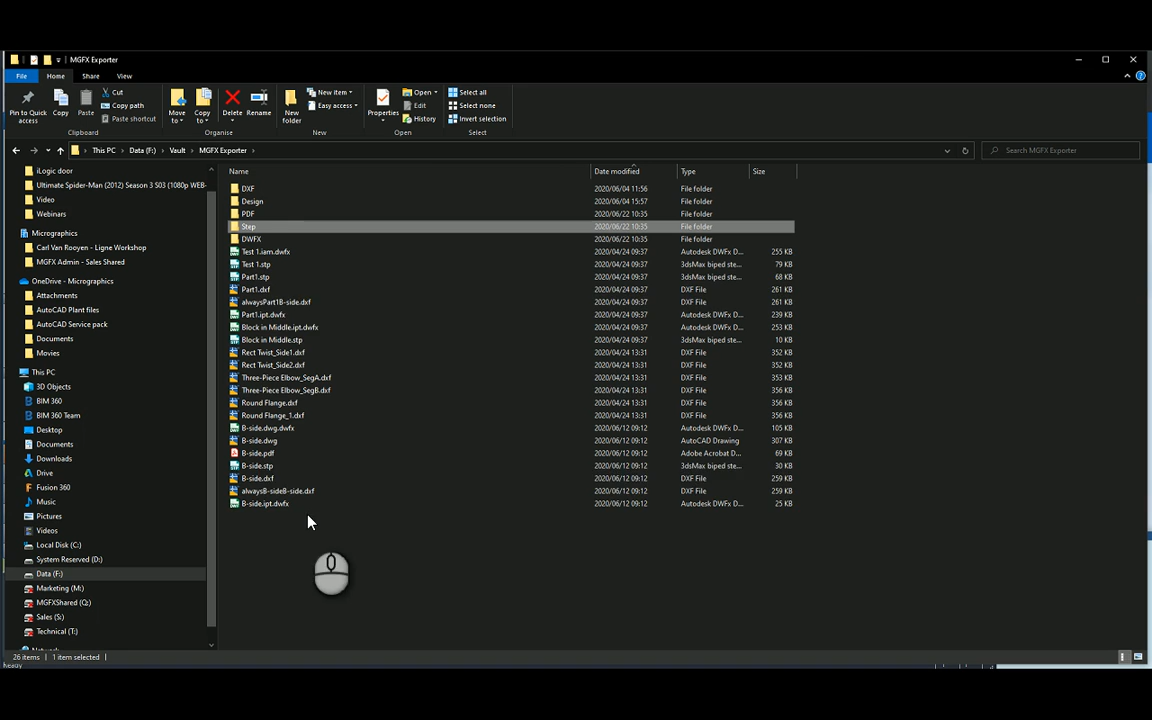 MGFX Exporter
File Home Share View
Pin to Quick access
Copy
Paste
Cut
Copy path
Paste shortcut
Clipboard
Move to
Copy to
Delete
Rename
Organise
New folder
New item
Easy access
New
Properties
Open
Edit
History
Open
Select all
Select none
Invert selection
Select
This PC > Data (F:) > Vault > MGFX Exporter >
Search MGFX Exporter
iLogic door
Ultimate Spider-Man (2012) Season 3 S03 (1080p WEB-
Video
Webinars
Micrographics
Carl Van Rooyen - Ligne Workshop
MGFX Admin - Sales Shared
OneDrive - Micrographics
Attachments
AutoCAD Plant files
AutoCAD Service pack
Documents
Movies
This PC
3D Objects
BIM 360
BIM 360 Team
Desktop
Documents
Downloads
Drive
Fusion 360
Music
Pictures
Videos
Local Disk (C:)
System Reserved (D:)
Data (F:)
Marketing (M:)
MGFXShared (Q:)
Sales (S:)
Technical (T:)
Name Date modified Type Size
DXF 2020/06/04 11:56 File folder
Design 2020/06/04 15:57 File folder
PDF 2020/06/22 10:35 File folder
Step 2020/06/22 10:35 File folder
DWFX 2020/06/22 10:35 File folder
Test 1.iam.dwfx 2020/04/24 09:37 Autodesk DWFx D... 255 KB
Test 1.stp 2020/04/24 09:37 3dsMax biped ste... 79 KB
Part1.stp 2020/04/24 09:37 3dsMax biped ste... 68 KB
Part1.dxf 2020/04/24 09:37 DXF File 261 KB
alwaysPart1B-side.dxf 2020/04/24 09:37 DXF File 261 KB
Part1.ipt.dwfx 2020/04/24 09:37 Autodesk DWFx D... 239 KB
Block in Middle.ipt.dwfx 2020/04/24 09:37 Autodesk DWFx D... 253 KB
Block in Middle.stp 2020/04/24 09:37 3dsMax biped ste... 10 KB
Rect Twist_Side1.dxf 2020/04/24 13:31 DXF File 352 KB
Rect Twist_Side2.dxf 2020/04/24 13:31 DXF File 352 KB
Three-Piece Elbow_SegA.dxf 2020/04/24 13:31 DXF File 353 KB
Three-Piece Elbow_SegB.dxf 2020/04/24 13:31 DXF File 356 KB
Round Flange.dxf 2020/04/24 13:31 DXF File 356 KB
Round Flange_1.dxf 2020/04/24 13:31 DXF File 356 KB
B-side.dwg.dwfx 2020/06/12 09:12 Autodesk DWFx D... 105 KB
B-side.dwg 2020/06/12 09:12 AutoCAD Drawing 307 KB
B-side.pdf 2020/06/12 09:12 Adobe Acrobat D... 69 KB
B-side.stp 2020/06/12 09:12 3dsMax biped ste... 30 KB
B-side.dxf 2020/06/12 09:12 DXF File 259 KB
alwaysB-sideB-side.dxf 2020/06/12 09:12 DXF File 259 KB
B-side.ipt.dwfx 2020/06/12 09:12 Autodesk DWFx D... 25 KB
26 items 1 item selected